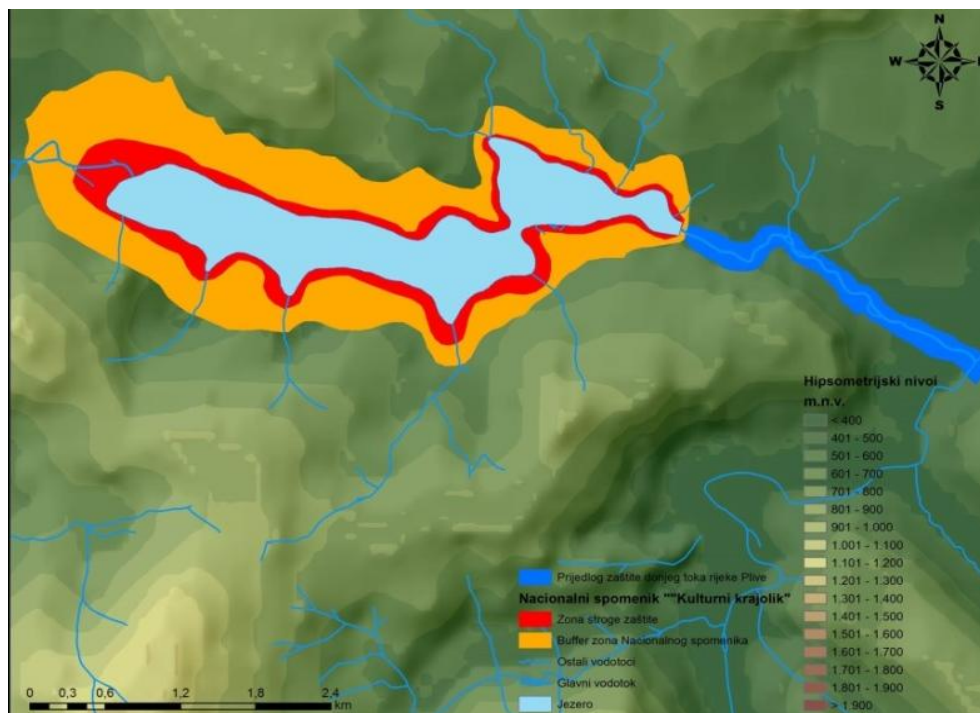 N
W E
S
Hipsometrijski nivoi
m.n.v.
< 400
401 - 500
501 - 600
601 - 700
701 - 800
801 - 900
901 - 1.000
1.001 - 1.100
1.101 - 1.200
1.201 - 1.300
1.301 - 1.400
1.401 - 1.500
1.501 - 1.600
1.601 - 1.700
1.701 - 1.800
1.801 - 1.900
> 1.900
Prijedlog zaštite donjeg toka rijeke Plive
Nacionalni spomenik ""Kulturni krajolik"
Zona stroge zaštite
Buffer zona Nacionalnog spomenika
Ostali vodotoci
Glavni vodotok
Jezero
0 0,3 0,6 1,2 1,8 2,4
km